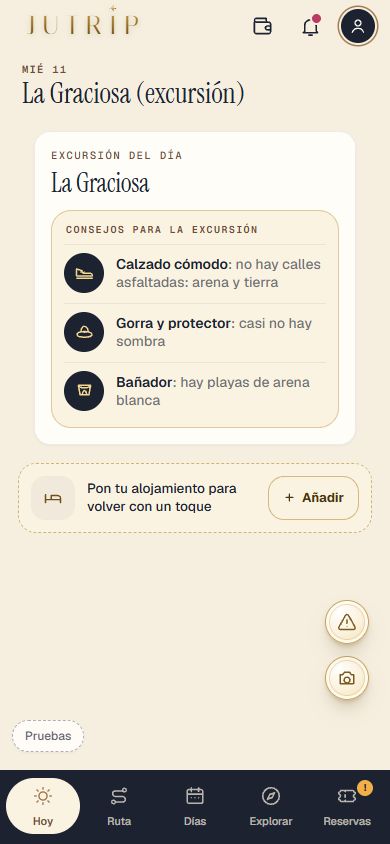 JUTRIP
MIÉ 11
La Graciosa (excursión)
EXCURSIÓN DEL DÍA
La Graciosa
CONSEJOS PARA LA EXCURSIÓN
Calzado cómodo: no hay calles
asfaltadas: arena y tierra
Gorra y protector: casi no hay
sombra
Bañador: hay playas de arena
blanca
Pon tu alojamiento para
volver con un toque
+ Añadir
Pruebas
!
Hoy
Ruta
Días
Explorar
Reservas